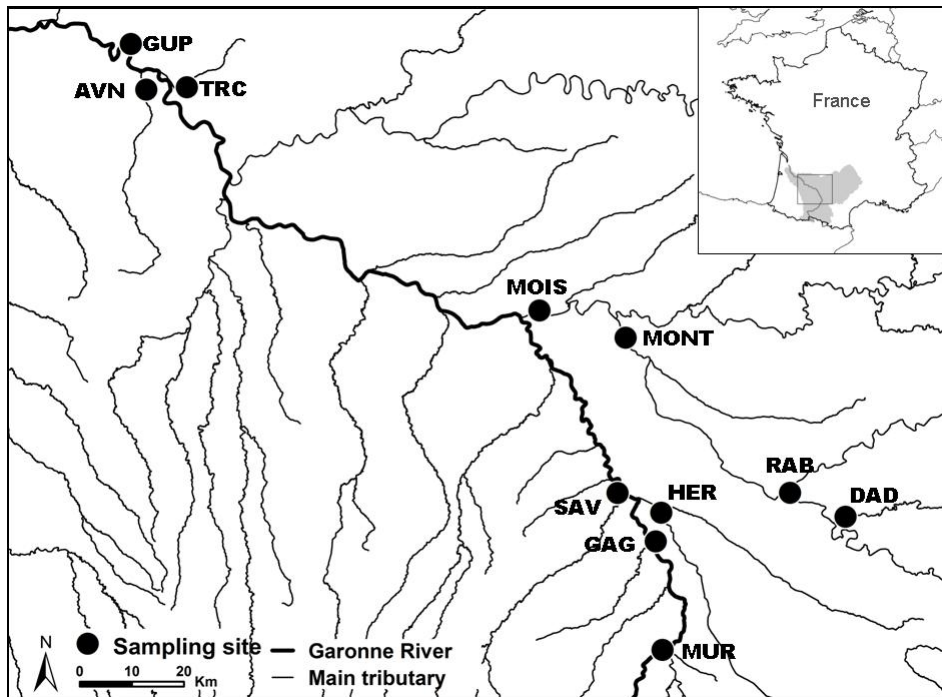 GUP
AVN
TRC
France
MOIS
MONT
RAB
DAD
SAV
HER
GAG
MUR
N
Sampling site
0 10 20 Km
Garonne River
Main tributary